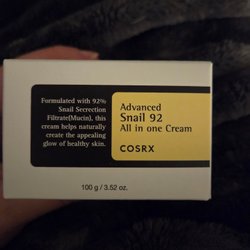 Formulated with 92%
Snail Secrection
Filtrate(Mucin), this
cream helps naturally
create the appealing
glow of healthy skin.
Advanced
Snail 92
All in one Cream
COSRX
100 g / 3.52 oz.